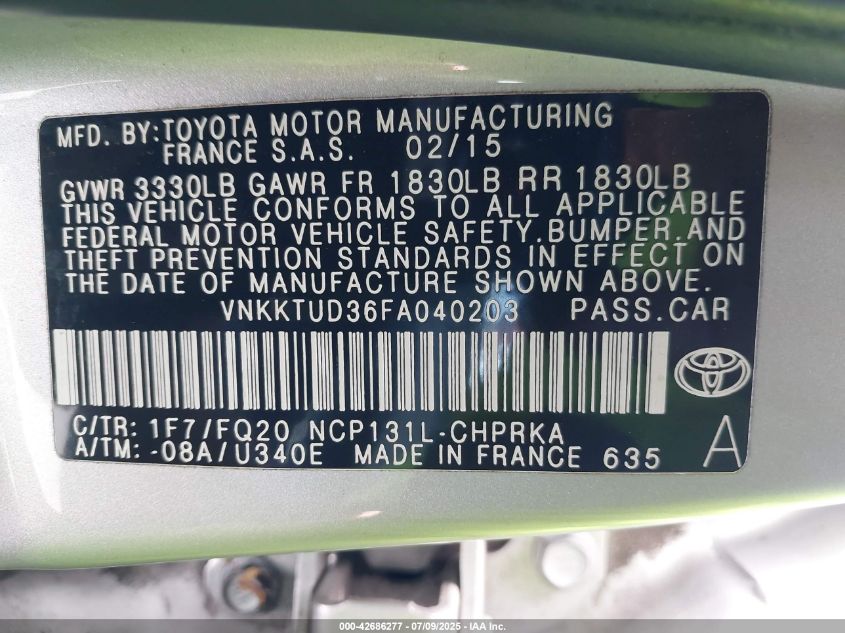 MFD. BY:TOYOTA MOTOR MANUFACTURING
FRANCE S.A.S. 02/15
GVWR 3330LB GAWR FR 1830LB RR 1830LB
THIS VEHICLE CONFORMS TO ALL APPLICABLE
FEDERAL MOTOR VEHICLE SAFETY.BUMPER.AND
THEFT PREVENTION STANDARDS IN EFFECT ON
THE DATE OF MANUFACTURE SHOWN ABOVE.
VNKKTUD36FA040203 PASS.CAR
C/TR: 1F7/FQ20 NCP131L-CHPRKA
A/TM: -08A/U340E MADE IN FRANCE 635 A
000-42686277 - 07/09/2025 - IAA Inc.